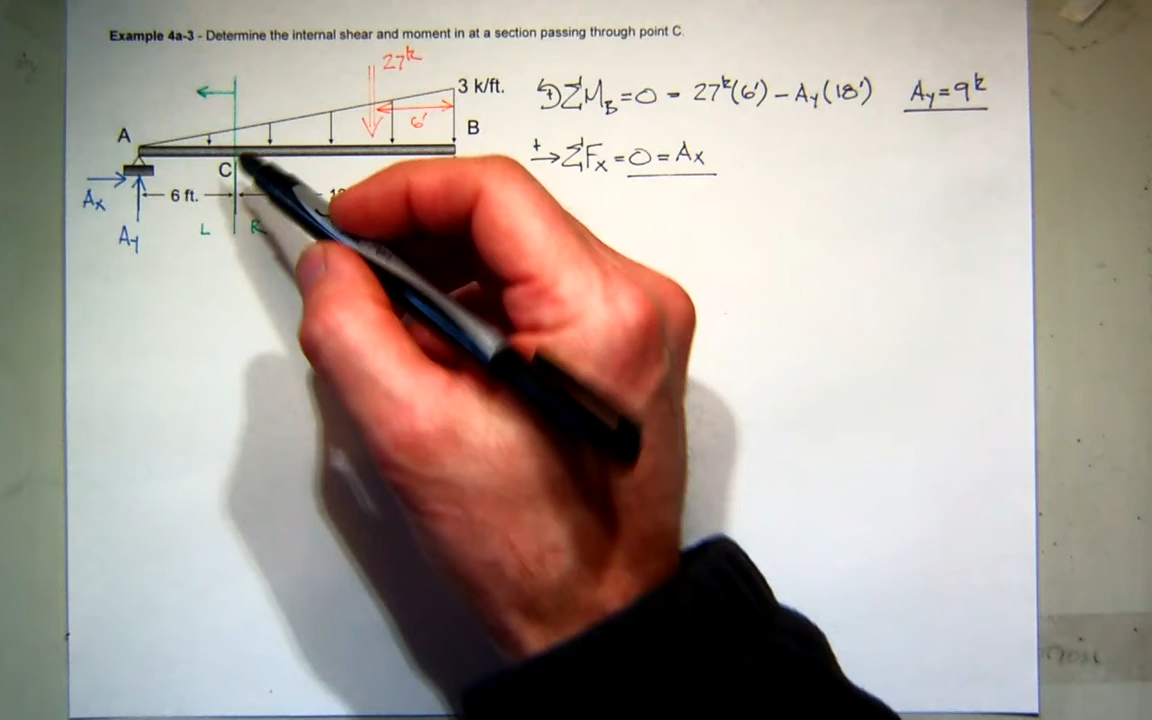 Example 4a-3 - Determine the internal shear and moment in at a section passing through point C.
27k
3 k/ft.
6'
A
B
C
6 ft.
Ax
Ay
L
R
↶+ ΣM_B = 0 = 27k(6') - Ay(18') Ay = 9k
+→ ΣFx = 0 = Ax